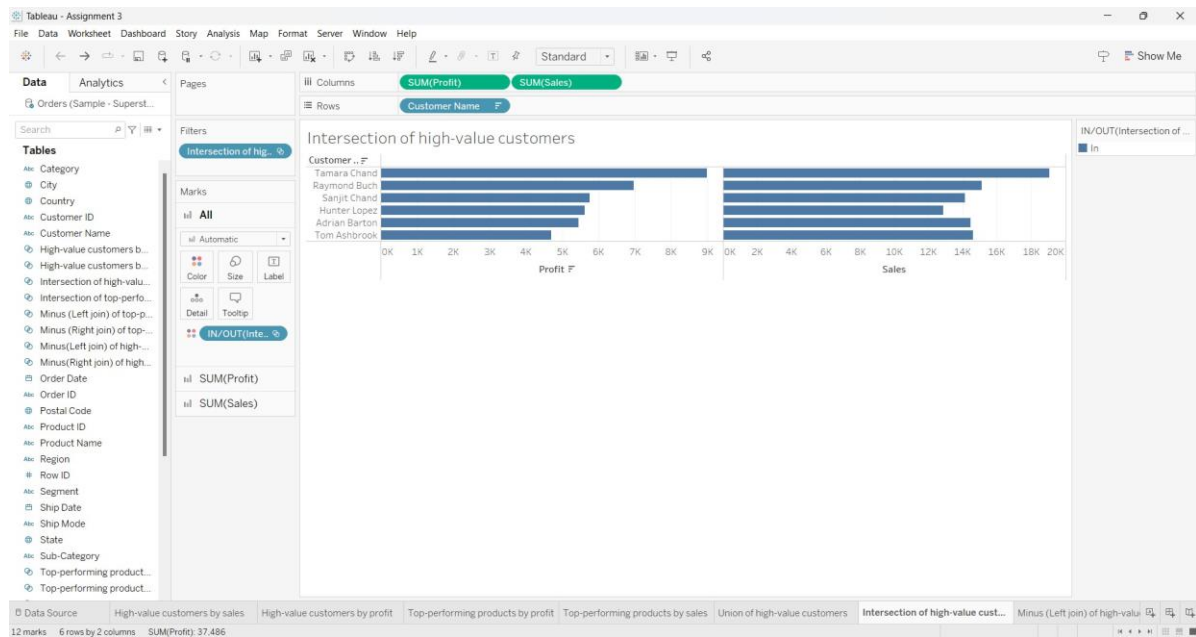 Tableau - Assignment 3
File Data Worksheet Dashboard Story Analysis Map Format Server Window Help
Standard
Show Me
Data Analytics
Orders (Sample - Superst...
Search
Tables
Abc Category
City
Country
Abc Customer ID
Abc Customer Name
High-value customers b...
High-value customers b...
Intersection of high-valu...
Intersection of top-perfo...
Minus (Left join) of top-p...
Minus (Right join) of top-...
Minus(Left join) of high-...
Minus(Right join) of high...
Order Date
Abc Order ID
Postal Code
Abc Product ID
Abc Product Name
Abc Region
# Row ID
Abc Segment
Ship Date
Abc Ship Mode
State
Abc Sub-Category
Top-performing product...
Top-performing product...
Pages
Filters
Intersection of hig..
Marks
All
Automatic
Color Size Label
Detail Tooltip
IN/OUT(Inte..
SUM(Profit)
SUM(Sales)
Columns SUM(Profit) SUM(Sales)
Rows Customer Name
Intersection of high-value customers
Customer ..
Tamara Chand
Raymond Buch
Sanjit Chand
Hunter Lopez
Adrian Barton
Tom Ashbrook
0K 1K 2K 3K 4K 5K 6K 7K 8K 9K 0K 2K 4K 6K 8K 10K 12K 14K 16K 18K 20K
Profit Sales
IN/OUT(Intersection of ...
In
Data Source High-value customers by sales High-value customers by profit Top-performing products by profit Top-performing products by sales Union of high-value customers Intersection of high-value cust... Minus (Left join) of high-valu
12 marks 6 rows by 2 columns SUM(Profit): 37.486